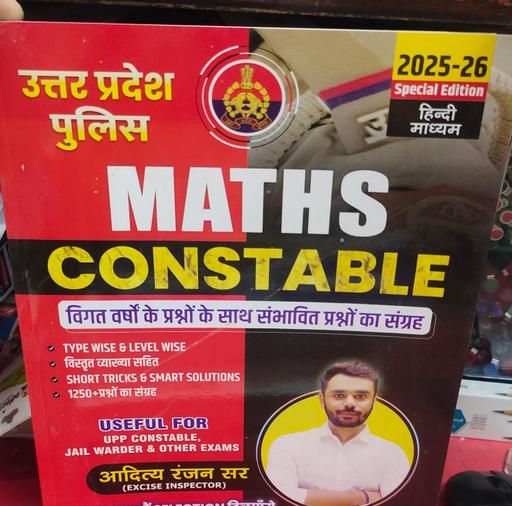 उत्तर प्रदेश
पुलिस
2025-26
Special Edition
हिन्दी
माध्यम
MATHS
CONSTABLE
विगत वर्षो के प्रश्नों के साथ संभावित प्रश्नों का संग्रह
TYPE WISE & LEVEL WISE
विस्तृत व्याख्या सहित
SHORT TRICKS & SMART SOLUTIONS
1250+प्रश्नों का संग्रह
USEFUL FOR
UPP CONSTABLE,
JAIL WARDER & OTHER EXAMS
आदित्य रंजन सर
(EXCISE INSPECTOR)
SELECTION